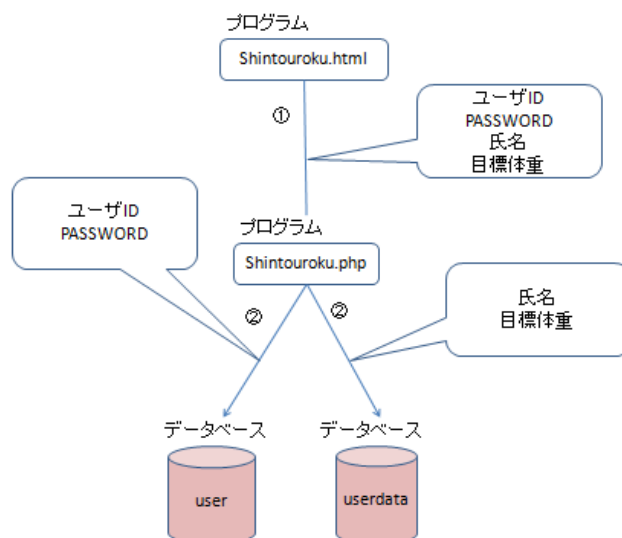 プログラム
Shintouroku.html
①
ユーザID
PASSWORD
氏名
目標体重
ユーザID
PASSWORD
プログラム
Shintouroku.php
②
②
氏名
目標体重
データベース
データベース
user
userdata